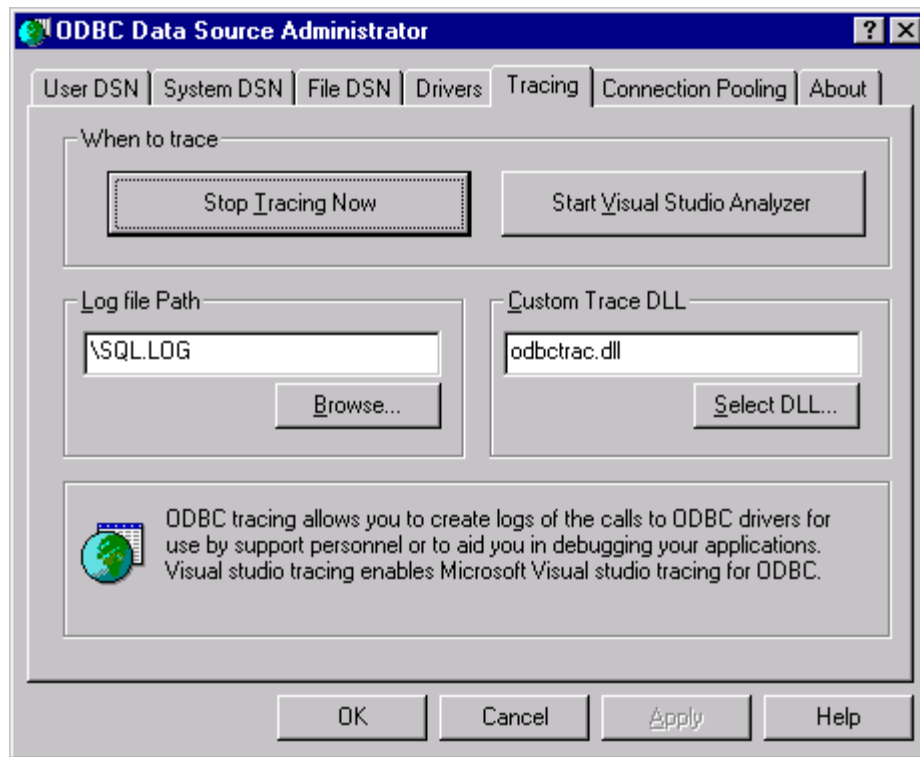 ODBC Data Source Administrator
User DSN System DSN File DSN Drivers Tracing Connection Pooling About
When to trace
Stop Tracing Now Start Visual Studio Analyzer
Log file Path Custom Trace DLL
\SQL.LOG odbctrac.dll
Browse... Select DLL...
ODBC tracing allows you to create logs of the calls to ODBC drivers for
use by support personnel or to aid you in debugging your applications.
Visual studio tracing enables Microsoft Visual studio tracing for ODBC.
OK Cancel Apply Help